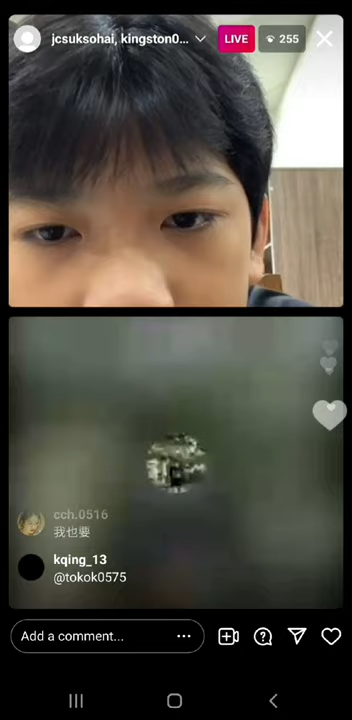 jcsuksohai, kingston0...
LIVE
255
cch.0516
我也要
kqing_13
@tokok0575
Add a comment...